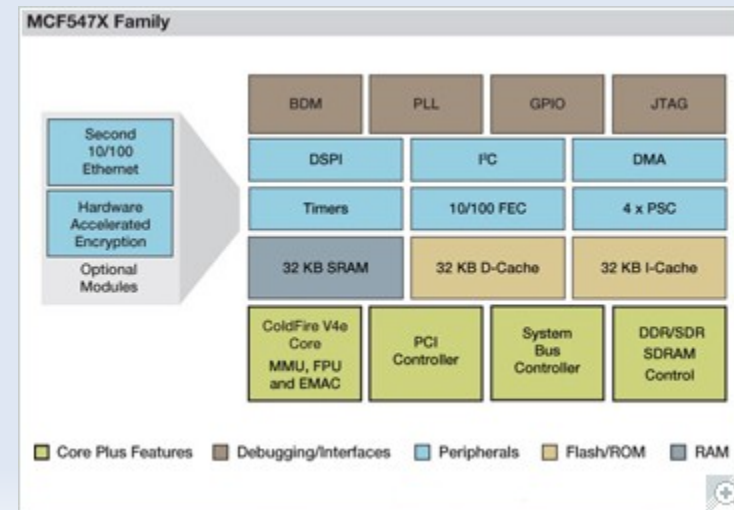 MCF547X Family
BDM
PLL
GPIO
JTAG
Second
10/100
Ethernet
DSPI
I²C
DMA
Hardware
Accelerated
Encryption
Timers
10/100 FEC
4 x PSC
Optional
Modules
32 KB SRAM
32 KB D-Cache
32 KB I-Cache
ColdFire V4e
Core
MMU, FPU
and EMAC
PCI
Controller
System
Bus
Controller
DDR/SDR
SDRAM
Control
Core Plus Features
Debugging/Interfaces
Peripherals
Flash/ROM
RAM